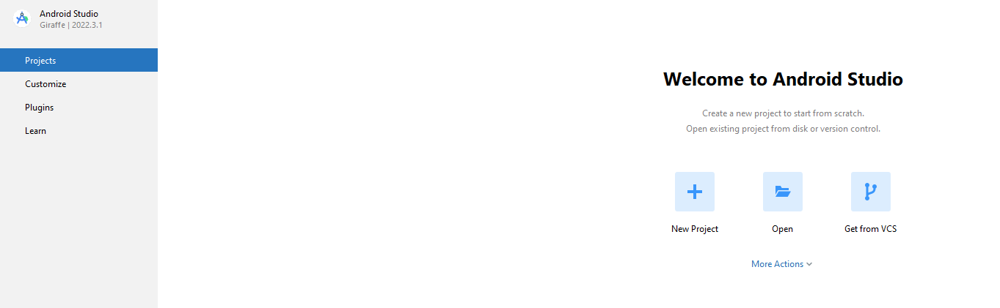 Android Studio
Giraffe | 2022.3.1
Projects
Customize
Plugins
Learn
Welcome to Android Studio
Create a new project to start from scratch.
Open existing project from disk or version control.
New Project
Open
Get from VCS
More Actions